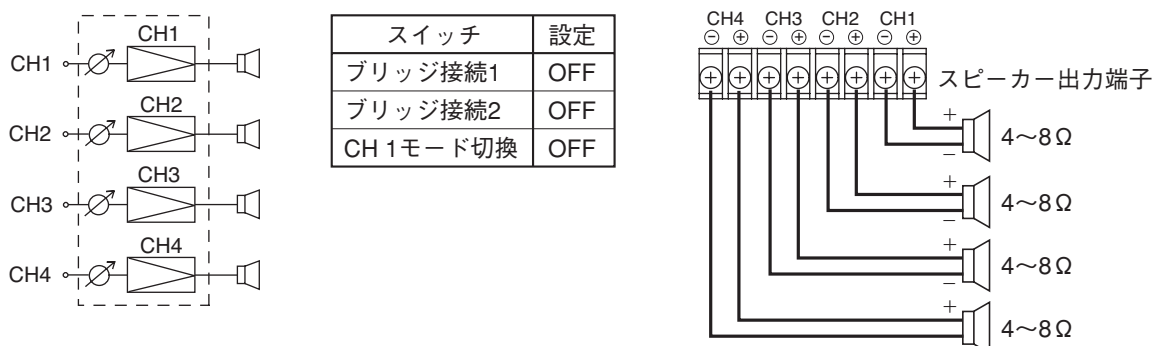 CH1
CH1
CH2
CH2
CH3
CH3
CH4
CH4
スイッチ 設定
ブリッジ接続1 OFF
ブリッジ接続2 OFF
CH 1モード切換 OFF
CH4 CH3 CH2 CH1
⊖ ⊕ ⊖ ⊕ ⊖ ⊕ ⊖ ⊕
スピーカー出力端子
+
− 4〜8Ω
+
− 4〜8Ω
+
− 4〜8Ω
+
4〜8Ω